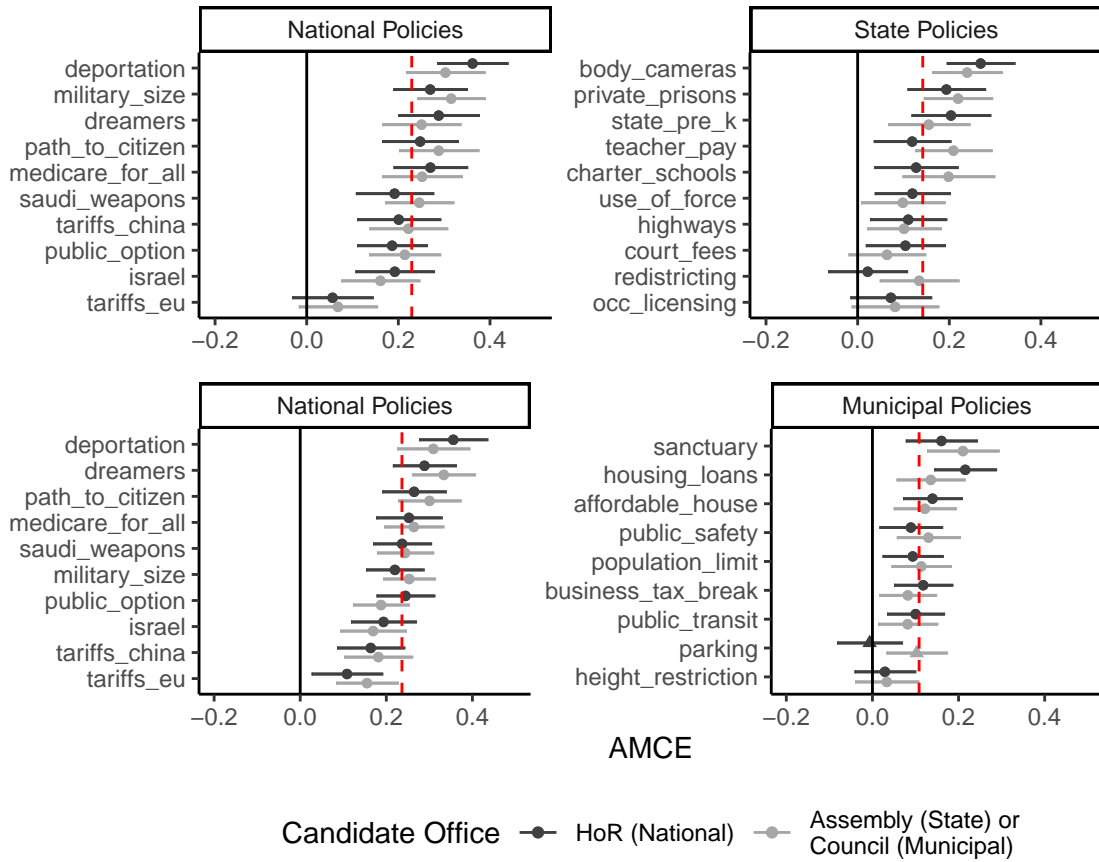 National Policies
deportation
military_size
dreamers
path_to_citizen
medicare_for_all
saudi_weapons
tariffs_china
public_option
israel
tariffs_eu
−0.2 0.0 0.2 0.4
State Policies
body_cameras
private_prisons
state_pre_k
teacher_pay
charter_schools
use_of_force
highways
court_fees
redistricting
occ_licensing
−0.2 0.0 0.2 0.4
National Policies
deportation
dreamers
path_to_citizen
medicare_for_all
saudi_weapons
military_size
public_option
israel
tariffs_china
tariffs_eu
−0.2 0.0 0.2 0.4
Municipal Policies
sanctuary
housing_loans
affordable_house
public_safety
population_limit
business_tax_break
public_transit
parking
height_restriction
−0.2 0.0 0.2 0.4
AMCE
Candidate Office HoR (National) Assembly (State) or
Council (Municipal)